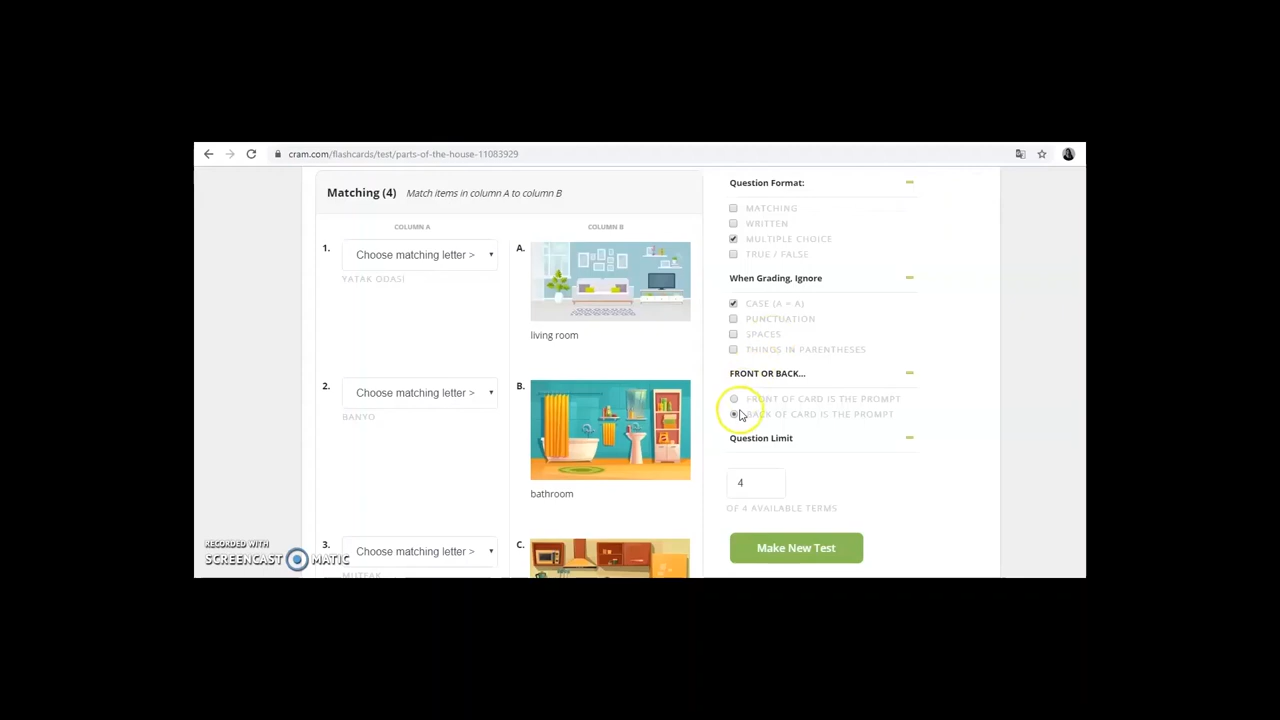 cram.com/flashcards/test/parts-of-the-house-11083929
Matching (4) Match items in column A to column B
COLUMN A
COLUMN B
1.
Choose matching letter >
YATAK ODASI
A.
living room
2.
Choose matching letter >
BANYO
B.
bathroom
3.
Choose matching letter >
MUTFAK
C.
Question Format:
MATCHING
WRITTEN
MULTIPLE CHOICE
TRUE / FALSE
When Grading, Ignore
CASE (A = A)
PUNCTUATION
SPACES
THINGS IN PARENTHESES
FRONT OR BACK...
FRONT OF CARD IS THE PROMPT
BACK OF CARD IS THE PROMPT
Question Limit
4
OF 4 AVAILABLE TERMS
Make New Test
RECORDED WITH
SCREENCAST MATIC